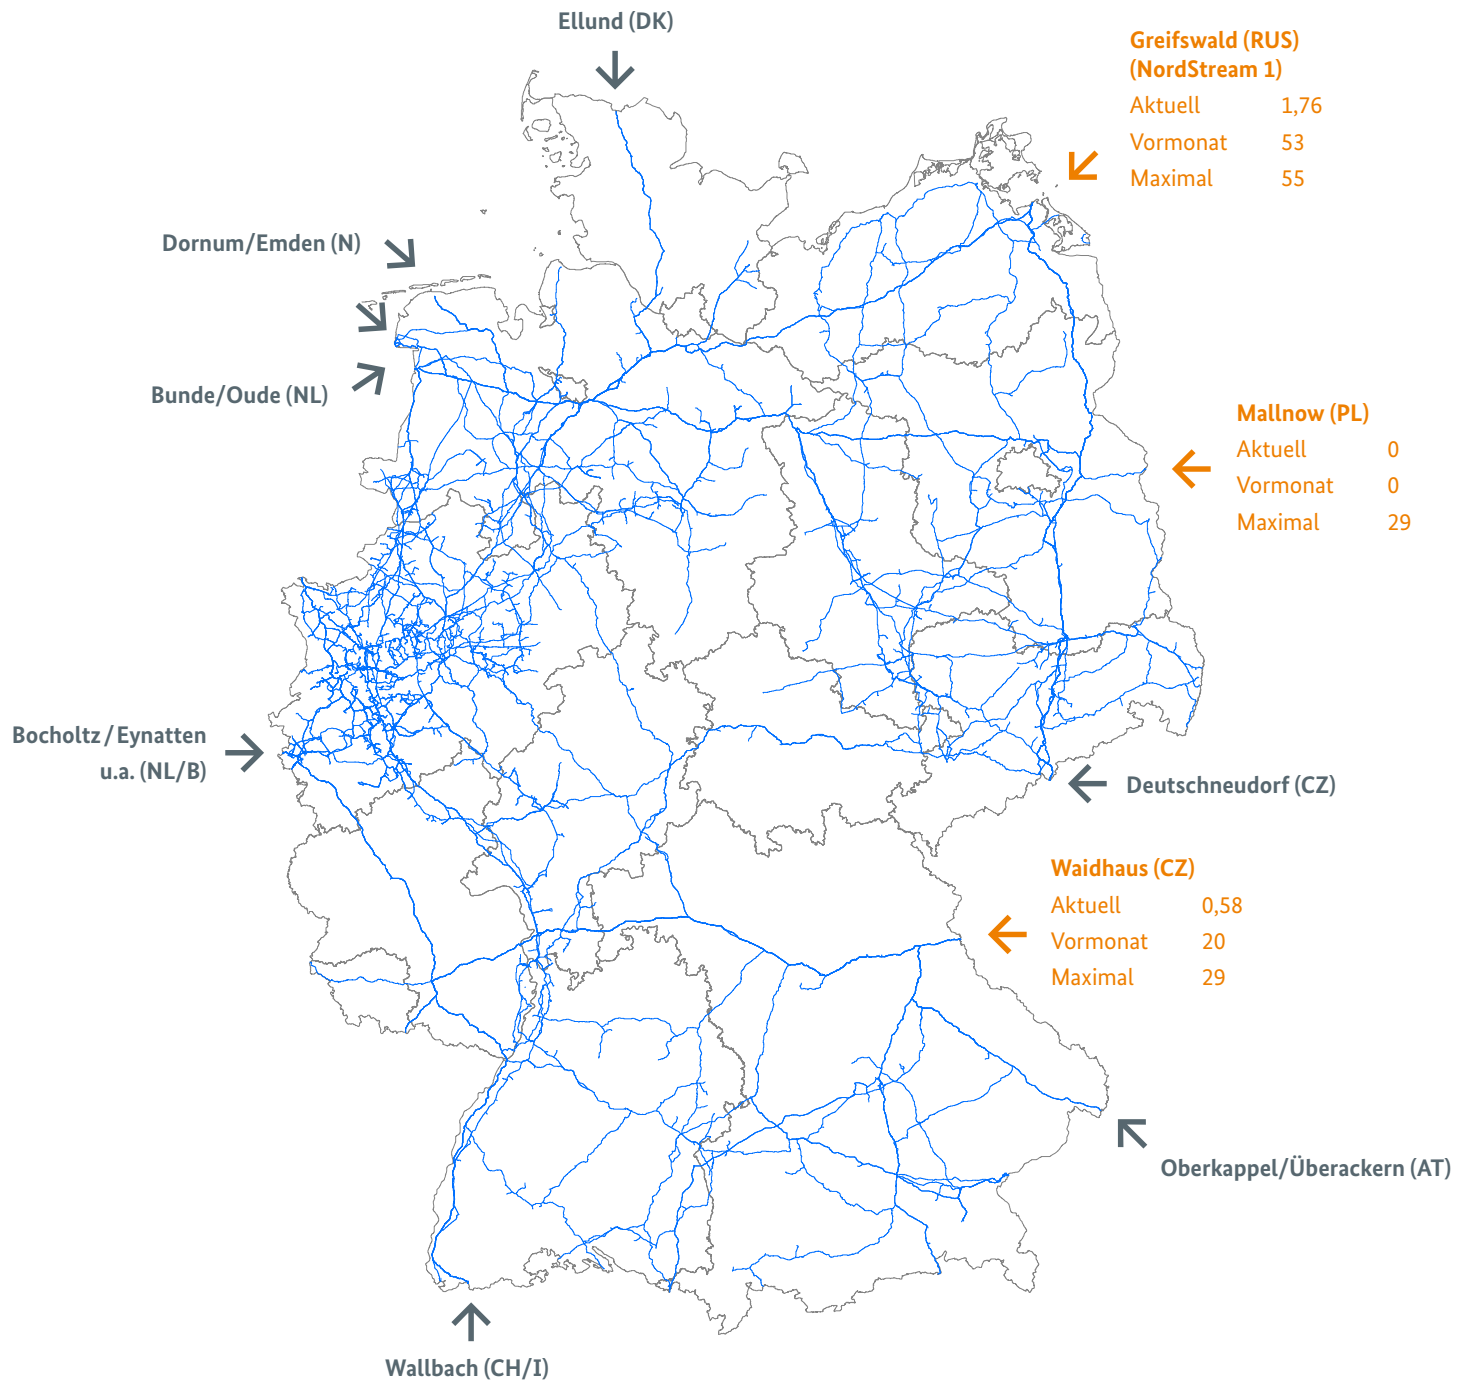 Ellund (DK)
Greifswald (RUS)
(NordStream 1)
Aktuell 1,76
Vormonat 53
Maximal 55
Dornum/Emden (N)
Bunde/Oude (NL)
Mallnow (PL)
Aktuell 0
Vormonat 0
Maximal 29
Bocholtz / Eynatten
u.a. (NL/B)
Deutschneudorf (CZ)
Waidhaus (CZ)
Aktuell 0,58
Vormonat 20
Maximal 29
Oberkappel/Überackern (AT)
Wallbach (CH/I)